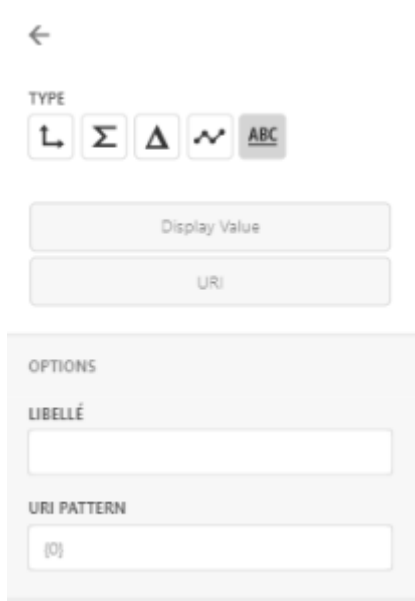 TYPE
Σ Δ ABC
Display Value
URI
OPTIONS
LIBELLÉ
URI PATTERN
{0}